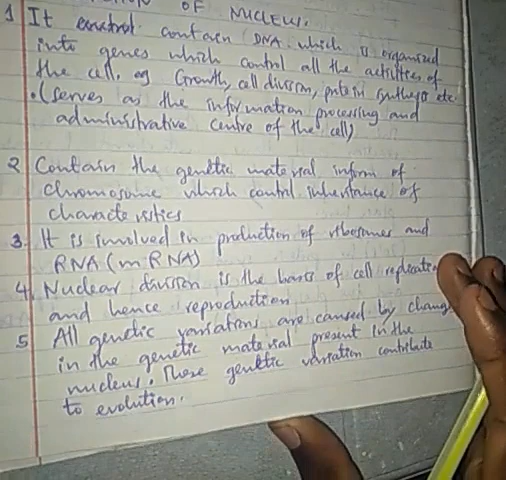 OF NUCLEUS.
1 It control contain DNA which is organised
into genes which control all the activities of
the cell, eg Growth, cell division, protein synthesis etc.
. (serves as the information processing and
administrative centre of the cell)
2 Contain the genetic material inform of
chromosome which control inheritance of
characteristics
3. It is involved in production of ribosomes and
RNA (mRNA)
4. Nuclear division is the basis of cell replication
and hence reproduction
5 All genetic variations are caused by change
in the genetic material present in the
nucleus. These genetic variation contribute
to evolution.